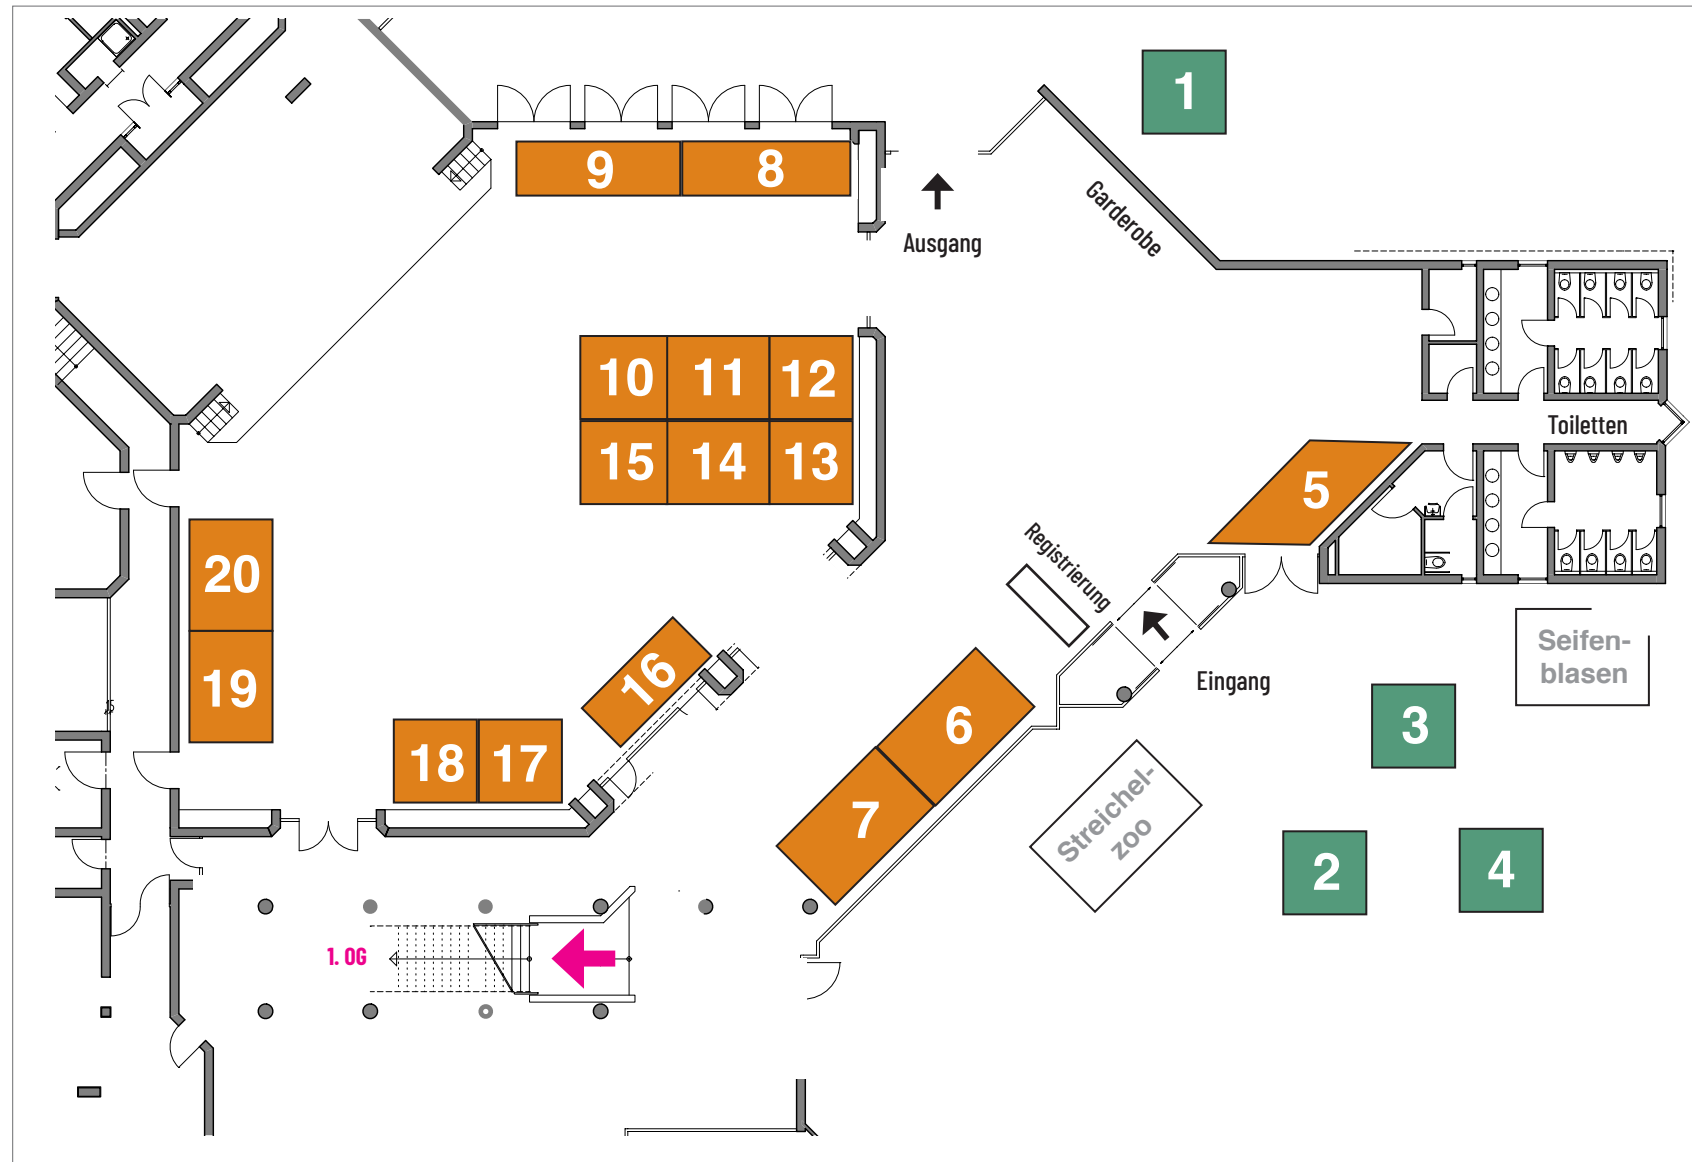 1
9
8
Garderobe
Ausgang
10
11
12
15
14
13
Toiletten
5
Registrierung
20
19
16
Eingang
Seifen-
blasen
6
3
18
17
7
Streichel-
zoo
2
4
1. OG